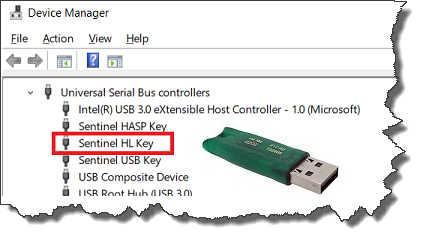 Device Manager
File Action View Help
Universal Serial Bus controllers
Intel(R) USB 3.0 eXtensible Host Controller - 1.0 (Microsoft)
Sentinel HASP Key
Sentinel HL Key
Sentinel USB Key
USB Composite Device
USB Root Hub (USB 3.0)